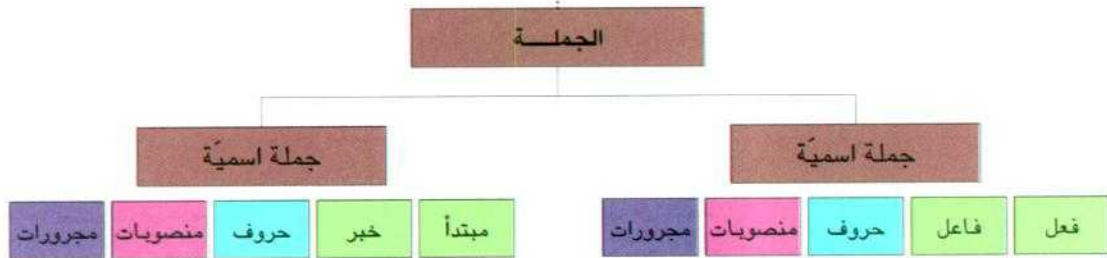 الجملـــة
جملة اسميّة
جملة اسميّة
فعل فاعل حروف منصوبات مجرورات
مبتدأ خبر حروف منصوبات مجرورات